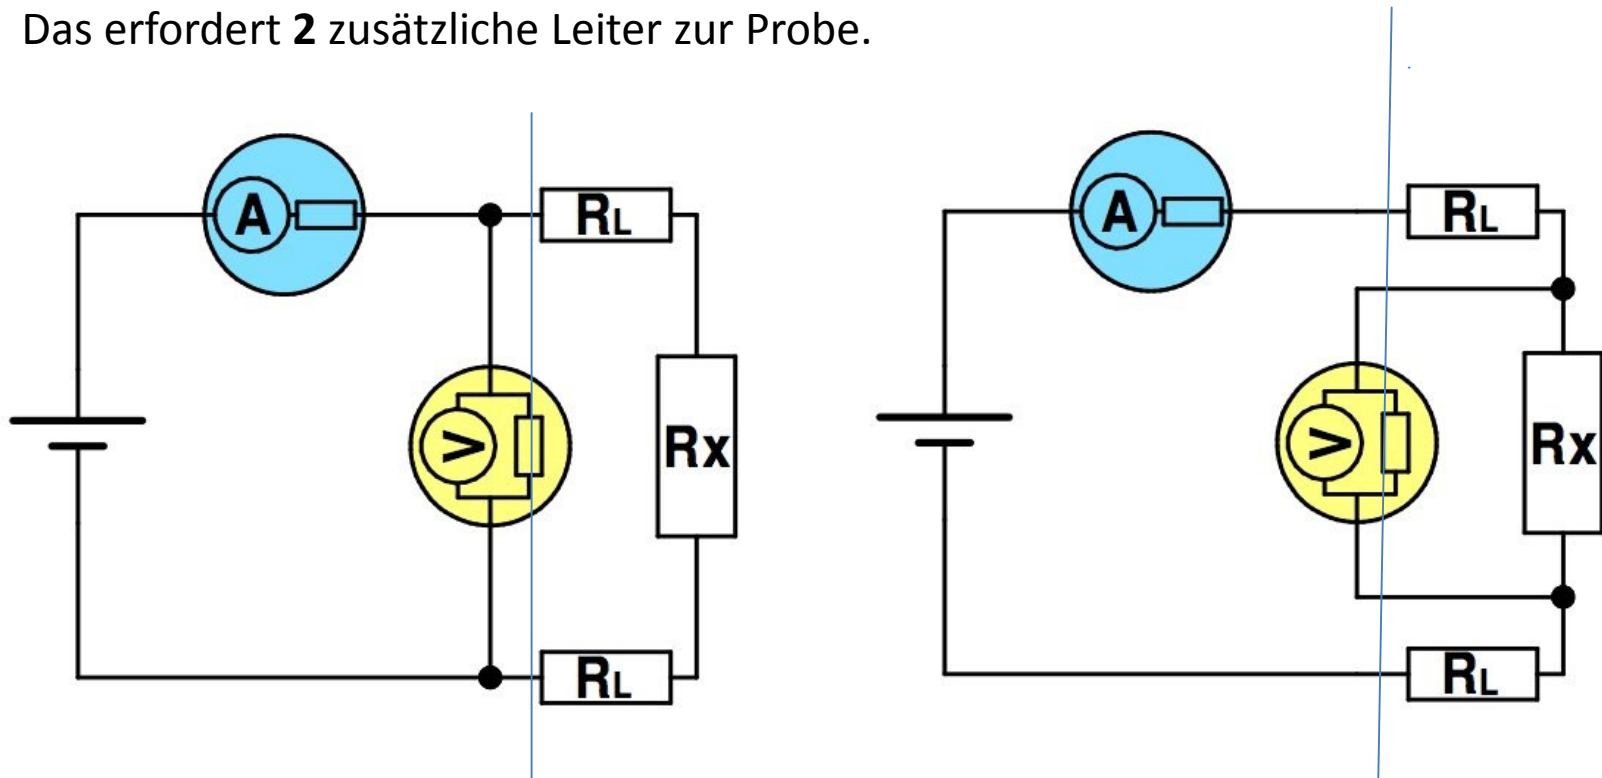 Das erfordert 2 zusätzliche Leiter zur Probe.
A
RL
V
Rx
RL
A
RL
V
Rx
RL